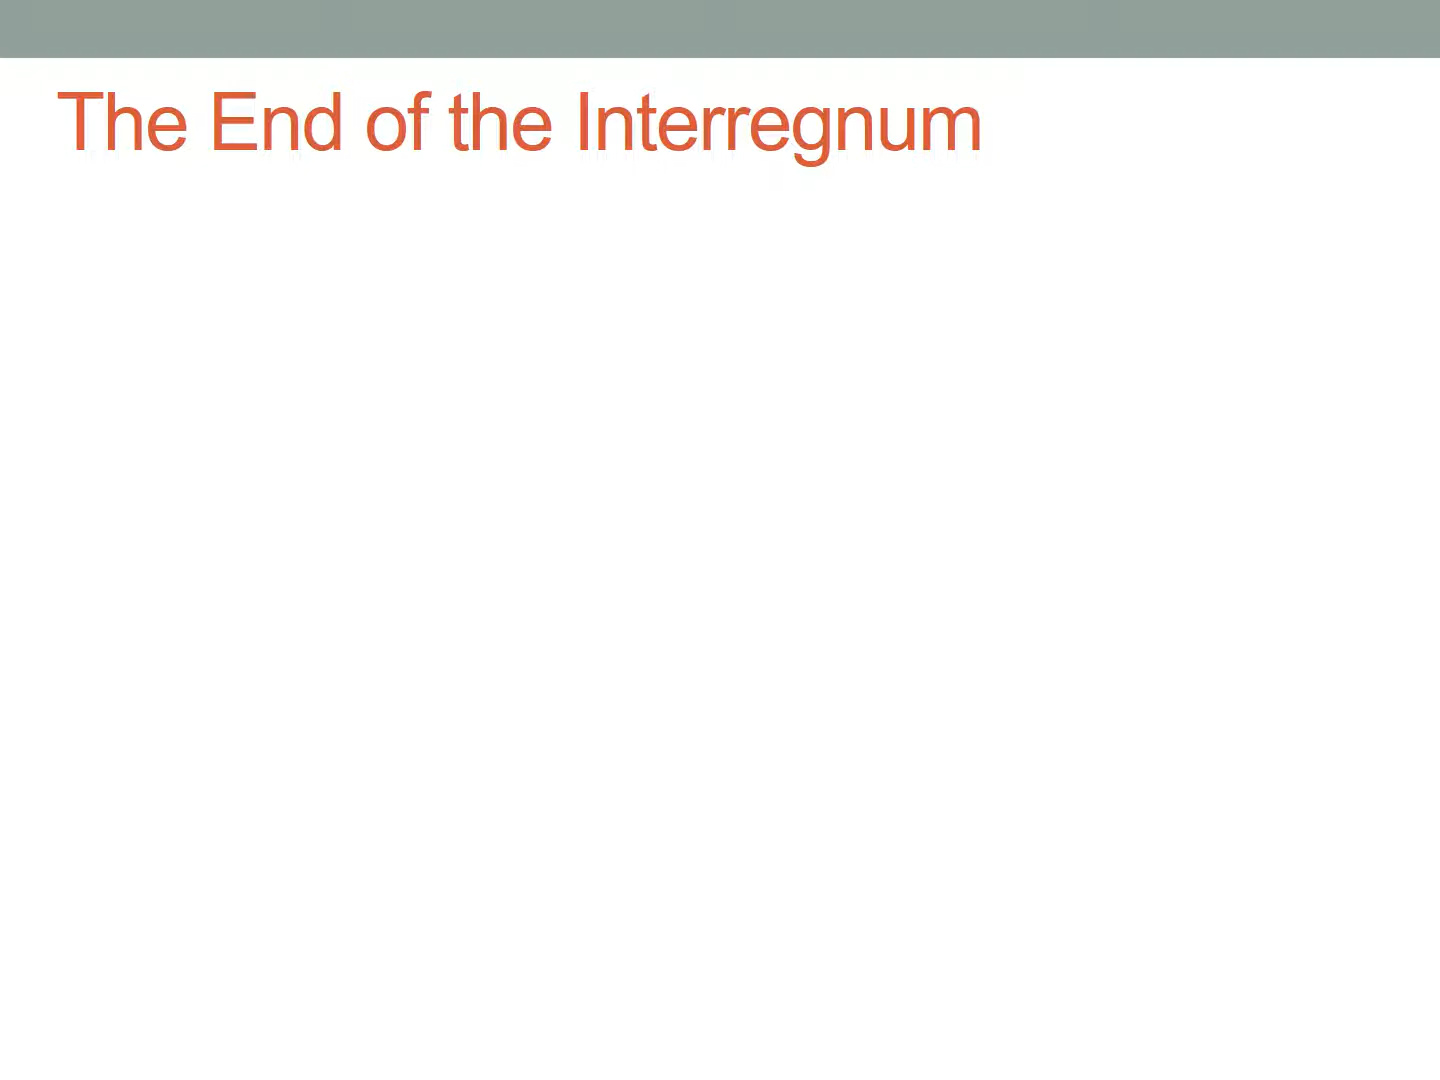 The End of the Interregnum